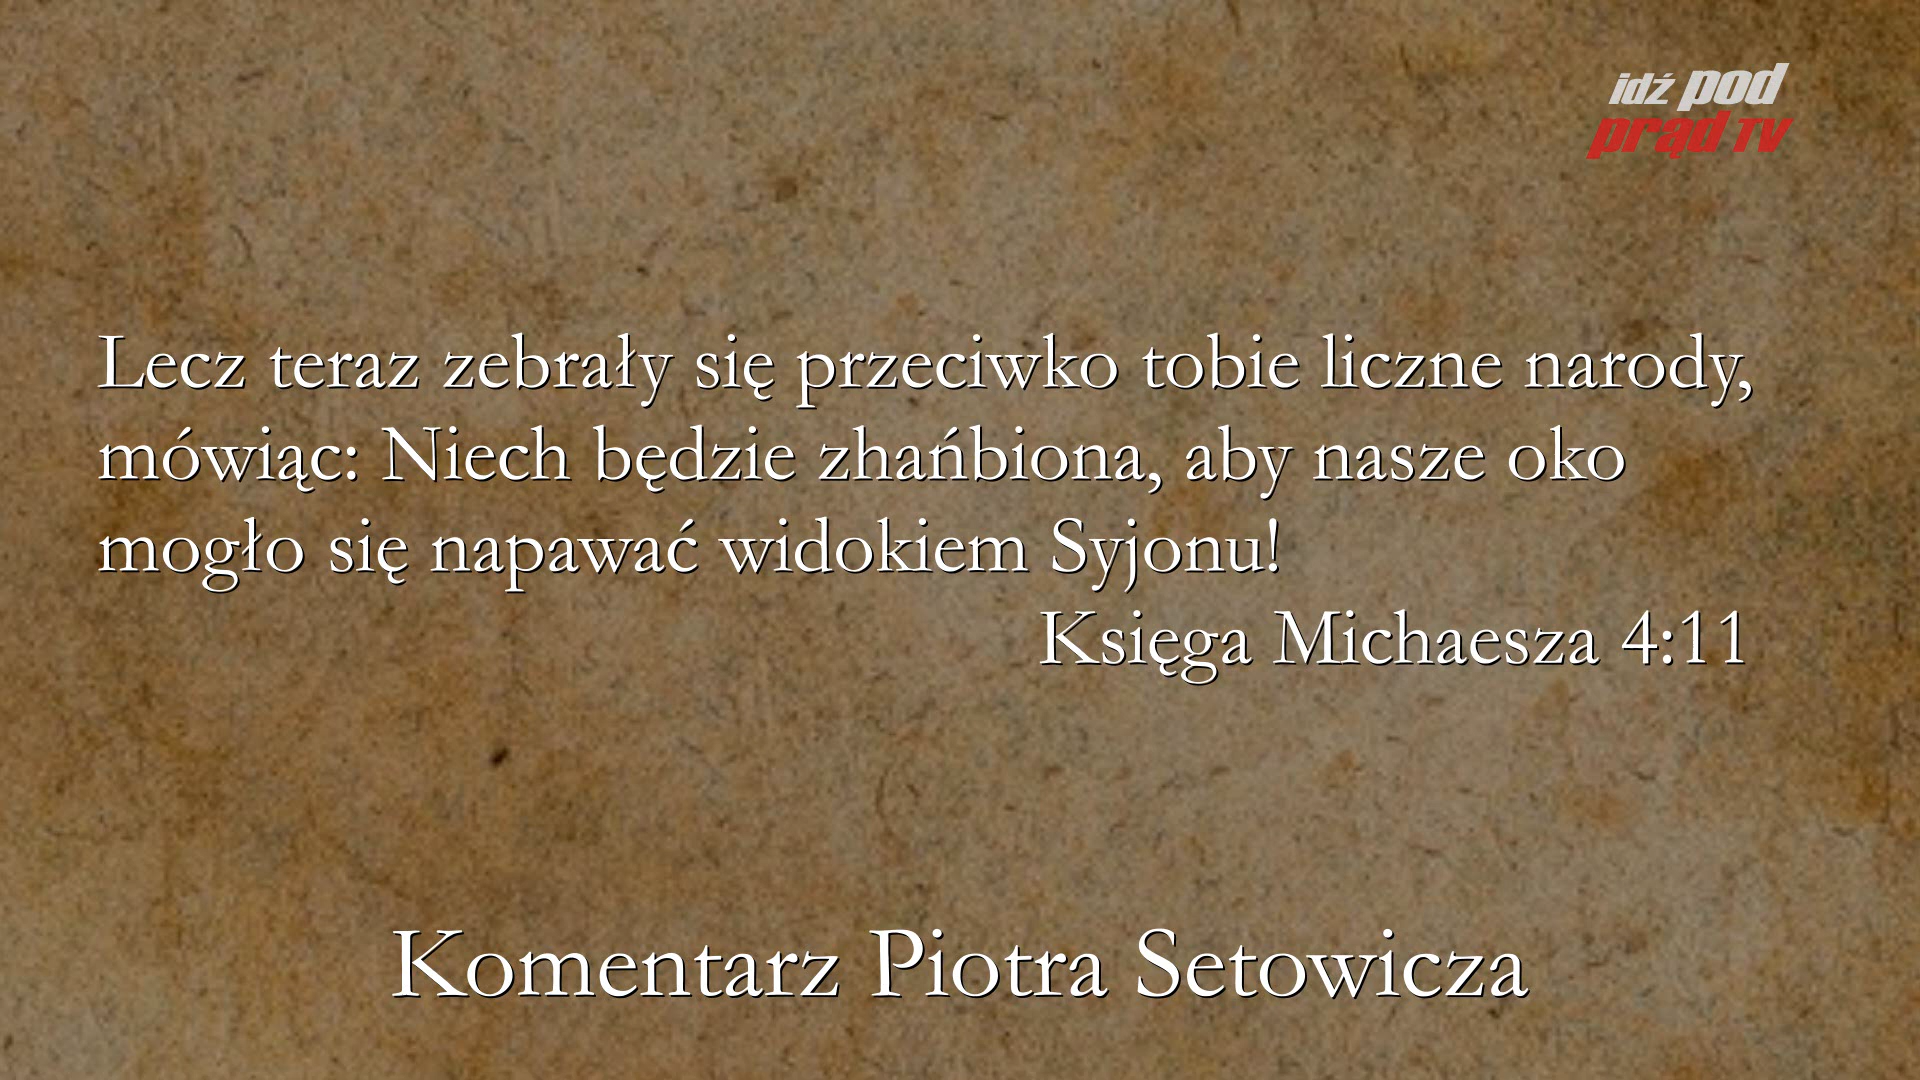 idź pod
prąd TV
Lecz teraz zebrały się przeciwko tobie liczne narody,
mówiąc: Niech będzie zhańbiona, aby nasze oko
mogło się napawać widokiem Syjonu!
Księga Michaesza 4:11
Komentarz Piotra Setowicza